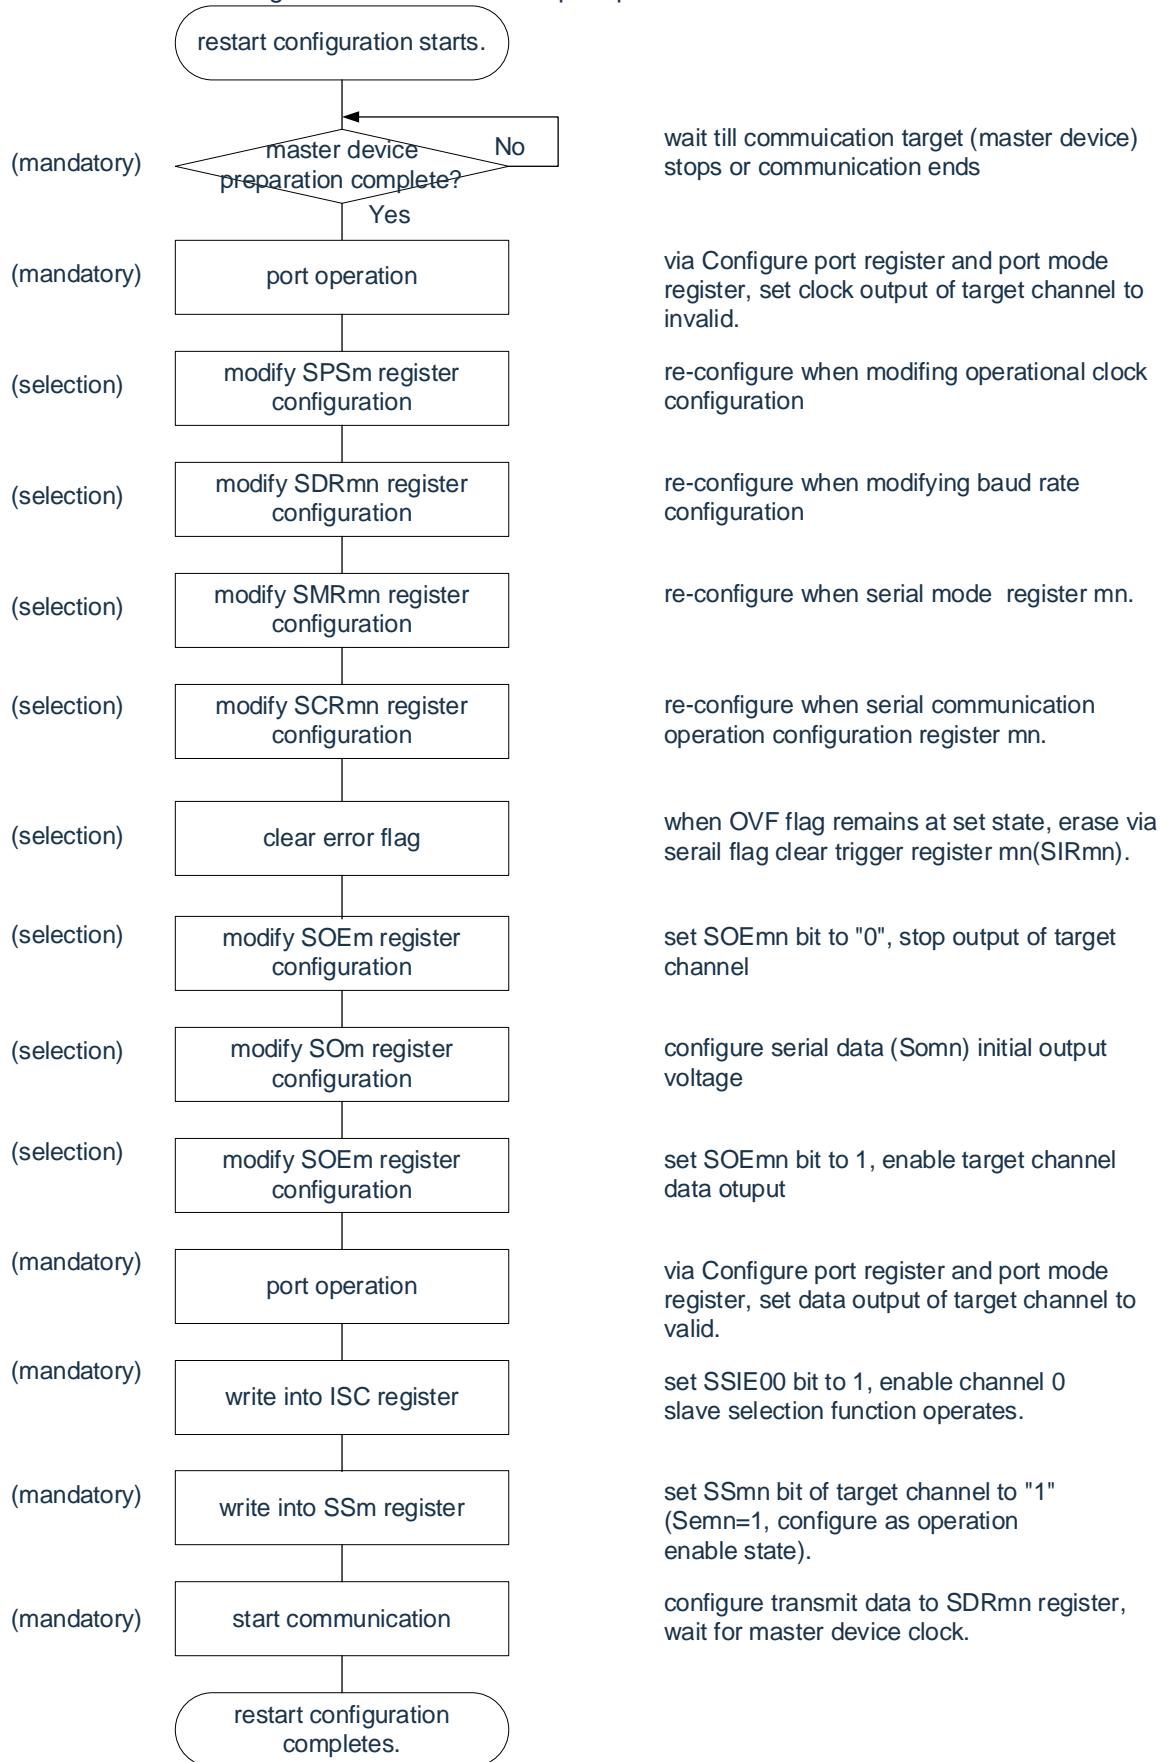 restart configuration starts.
(mandatory)
master device
preparation complete?
No
Yes
wait till commuication target (master device)
stops or communication ends
(mandatory)
port operation
via Configure port register and port mode
register, set clock output of target channel to
invalid.
(selection)
modify SPSm register
configuration
re-configure when modifing operational clock
configuration
(selection)
modify SDRmn register
configuration
re-configure when modifying baud rate
configuration
(selection)
modify SMRmn register
configuration
re-configure when serial mode  register mn.
(selection)
modify SCRmn register
configuration
re-configure when serial communication
operation configuration register mn.
(selection)
clear error flag
when OVF flag remains at set state, erase via
serail flag clear trigger register mn(SIRmn).
(selection)
modify SOEm register
configuration
set SOEmn bit to "0", stop output of target
channel
(selection)
modify SOm register
configuration
configure serial data (Somn) initial output
voltage
(selection)
modify SOEm register
configuration
set SOEmn bit to 1, enable target channel
data otuput
(mandatory)
port operation
via Configure port register and port mode
register, set data output of target channel to
valid.
(mandatory)
write into ISC register
set SSIE00 bit to 1, enable channel 0
slave selection function operates.
(mandatory)
write into SSm register
set SSmn bit of target channel to "1"
(Semn=1, configure as operation
enable state).
(mandatory)
start communication
configure transmit data to SDRmn register,
wait for master device clock.
restart configuration
completes.